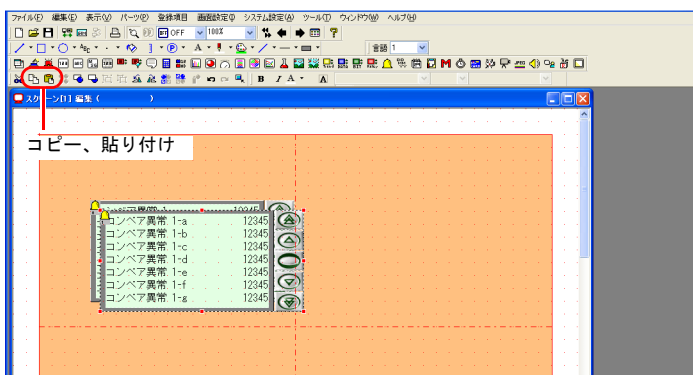 ファイル(F) 編集(E) 表示(V) パーツ(P) 登録項目 画面設定 システム設定(A) ツール(T) ウィンドウ(W) ヘルプ(H)
OFF 100%
言語 1
B I A A
スクリーン[1] 編集 ( )
コピー、貼り付け
コンベア異常 1-a 12345
コンベア異常 1-b 12345
コンベア異常 1-c 12345
コンベア異常 1-d 12345
コンベア異常 1-e 12345
コンベア異常 1-f 12345
コンベア異常 1-g 12345